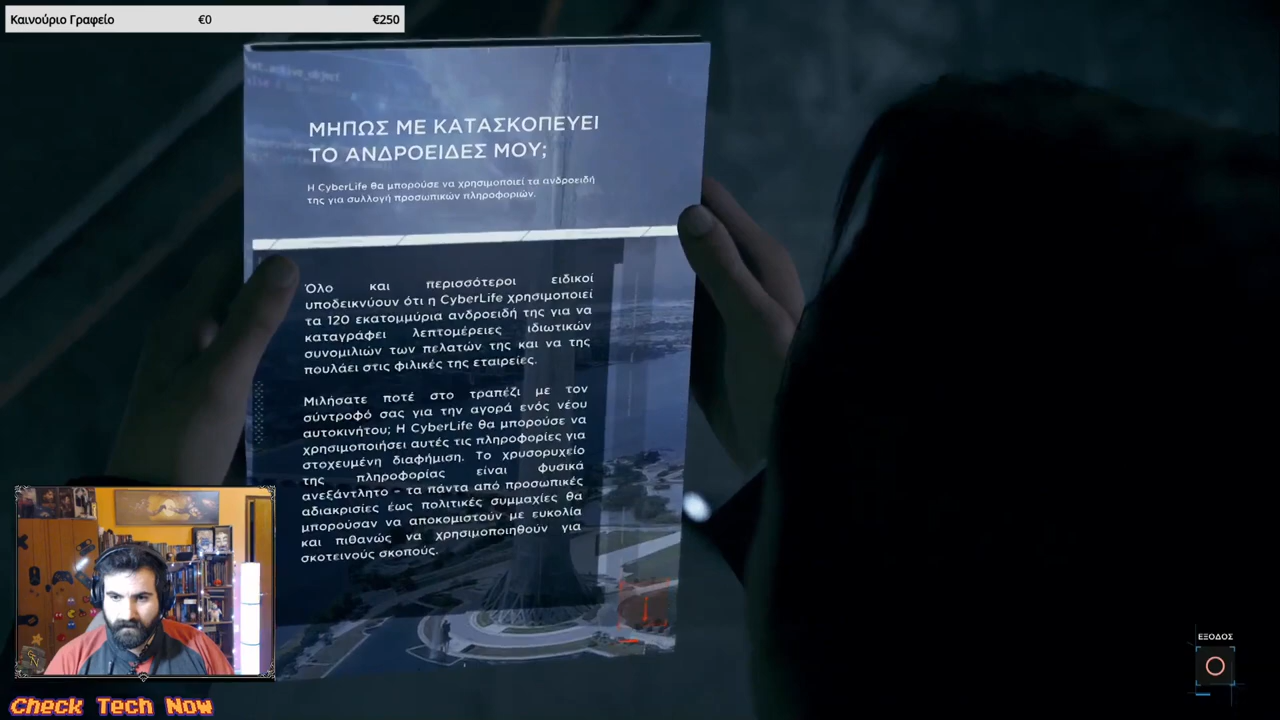 Καινούριο Γραφείο €0 €250
ΜΗΠΩΣ ΜΕ ΚΑΤΑΣΚΟΠΕΥΕΙ
ΤΟ ΑΝΔΡΟΕΙΔΕΣ ΜΟΥ;
Η CyberLife θα μπορούσε να χρησιμοποιεί τα ανδροειδή
της για συλλογή προσωπικών πληροφοριών.
Όλο και περισσότεροι ειδικοί
υποδεικνύουν ότι η CyberLife χρησιμοποιεί
τα 120 εκατομμύρια ανδροειδή της για να
καταγράφει λεπτομέρειες ιδιωτικών
συνομιλιών των πελατών της και να της
πουλάει στις φιλικές της εταιρείες.
Μιλήσατε ποτέ στο τραπέζι με τον
σύντροφό σας για την αγορά ενός νέου
αυτοκινήτου; Η CyberLife θα μπορούσε να
χρησιμοποιήσει αυτές τις πληροφορίες για
στοχευμένη διαφήμιση. Το χρυσορυχείο
της πληροφορίας είναι φυσικά
ανεξάντλητο – τα πάντα από προσωπικές
αδιακρισίες έως πολιτικές συμμαχίες θα
μπορούσαν να αποκομιστούν με ευκολία
και πιθανώς να χρησιμοποιηθούν για
σκοτεινούς σκοπούς.
ΕΞΟΔΟΣ
Check Tech Now